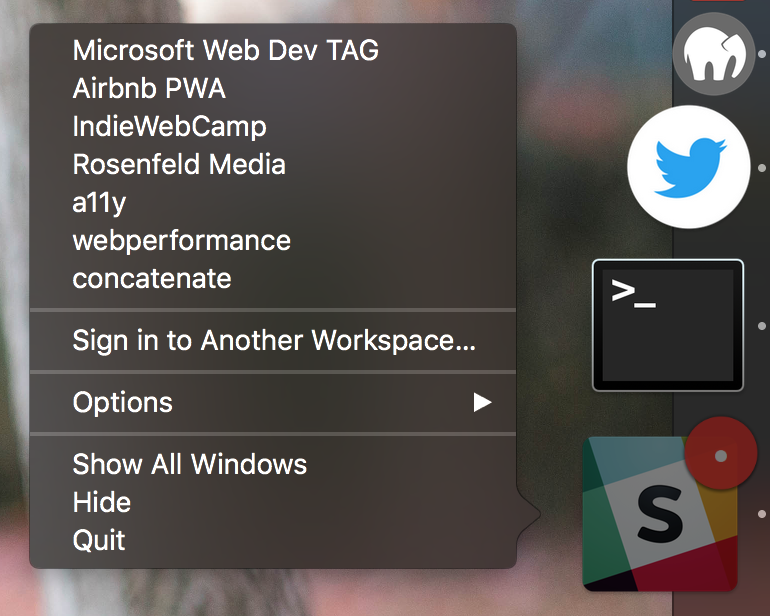 Microsoft Web Dev TAG
Airbnb PWA
IndieWebCamp
Rosenfeld Media
a11y
webperformance
concatenate
Sign in to Another Workspace...
Options
Show All Windows
Hide
Quit
>_
S